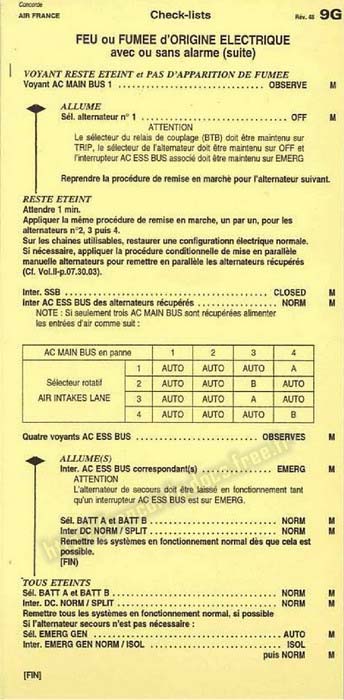 Concorde
AIR FRANCE
Check-lists
Rév. 48 9G
FEU ou FUMEE d'ORIGINE ELECTRIQUE
avec ou sans alarme (suite)
VOYANT RESTE ETEINT et PAS D'APPARITION DE FUMEE
Voyant AC MAIN BUS 1 ........ OBSERVE M
ALLUME
Sél. alternateur n° 1 ........ OFF M
ATTENTION
Le sélecteur du relais de couplage (BTB) doit être maintenu sur
TRIP, le sélecteur de l'alternateur doit être maintenu sur OFF et
l'interrupteur AC ESS BUS associé doit être maintenu sur EMERG
Reprendre la procédure de remise en marche pour l'alternateur suivant.
RESTE ETEINT
Attendre 1 min.
Appliquer la même procédure de remise en marche, un par un, pour les
alternateurs n°2, 3 puis 4.
Sur les chaines utilisables, restaurer une configurationn électrique normale.
Si nécessaire, appliquer la procédure conditionnelle de mise en parallèle
manuelle alternateurs pour remettre en parallèle les alternateurs récupérés
(Cf. Vol.II-p.07.30.03).
Inter. SSB ........ CLOSED M
Inter AC ESS BUS des alternateurs récupérés ........ NORM M
NOTE : Si seulement trois AC MAIN BUS sont récupérées alimenter
les entrées d'air comme suit :
AC MAIN BUS en panne 1 2 3 4
Sélecteur rotatif AIR INTAKES LANE
1 AUTO AUTO AUTO A
2 AUTO AUTO B AUTO
3 AUTO AUTO A AUTO
4 AUTO AUTO AUTO B
Quatre voyants AC ESS BUS ........ OBSERVES M
ALLUME(S)
Inter. AC ESS BUS correspondant(s) ........ EMERG M
ATTENTION
L'alternateur de secours doit être laissé en fonctionnement tant
qu'un interrupteur AC ESS BUS est sur EMERG.
Sél. BATT A et BATT B ........ NORM M
Inter DC NORM / SPLIT ........ NORM M
Remettre les systèmes en fonctionnement normal dès que cela est
possible.
[FIN]
TOUS ETEINTS
Sél. BATT A et BATT B ........ NORM M
Inter. DC. NORM / SPLIT ........ NORM M
Remettre tous les systèmes en fonctionnement normal, si possible
Si l'alternateur secours n'est pas nécessaire :
Sél. EMERG GEN ........ AUTO M
Inter. EMERG GEN NORM / ISOL ........ ISOL
puis NORM M
[FIN]